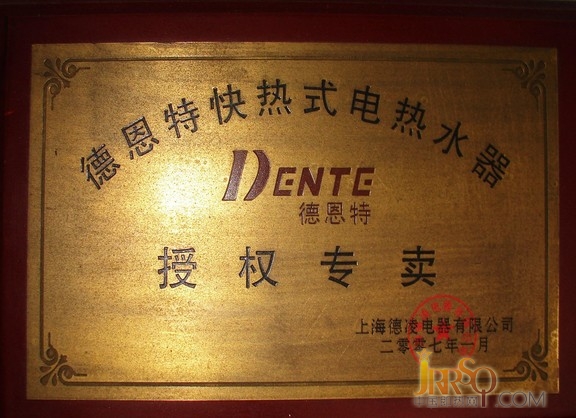 德恩特快热式电热水器
DENTE
德恩特
授权专卖
上海德凌电器有限公司
二零零七年一月
JRRSQ.COM